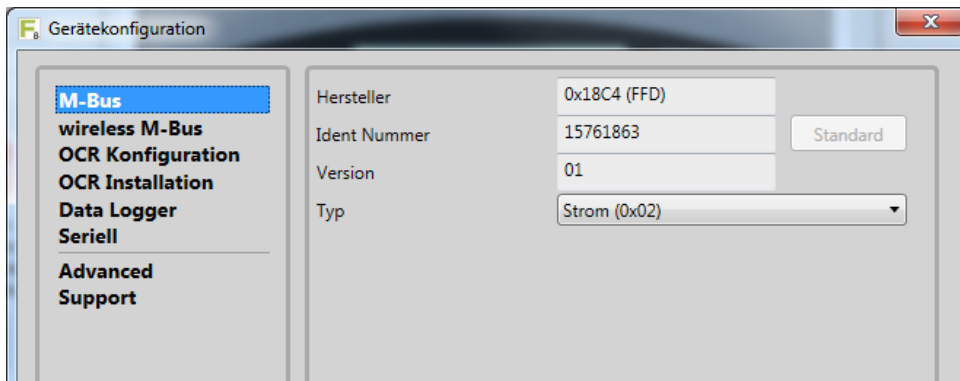 Gerätekonfiguration
M-Bus
wireless M-Bus
OCR Konfiguration
OCR Installation
Data Logger
Seriell
Advanced
Support
Hersteller 0x18C4 (FFD)
Ident Nummer 15761863 Standard
Version 01
Typ Strom (0x02)